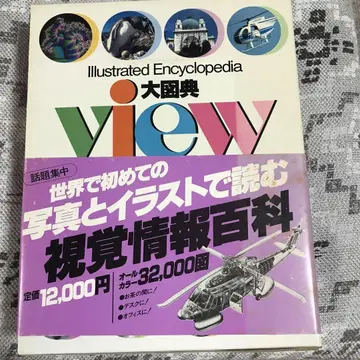 Illustrated Encyclopedia
大図典
view
話題集中
世界で初めての
写真とイラストで読む
視覚・情報百科
定価12,000円
オールカラー32,000図
●お茶の間に!
●デスクに!
●オフィスに!